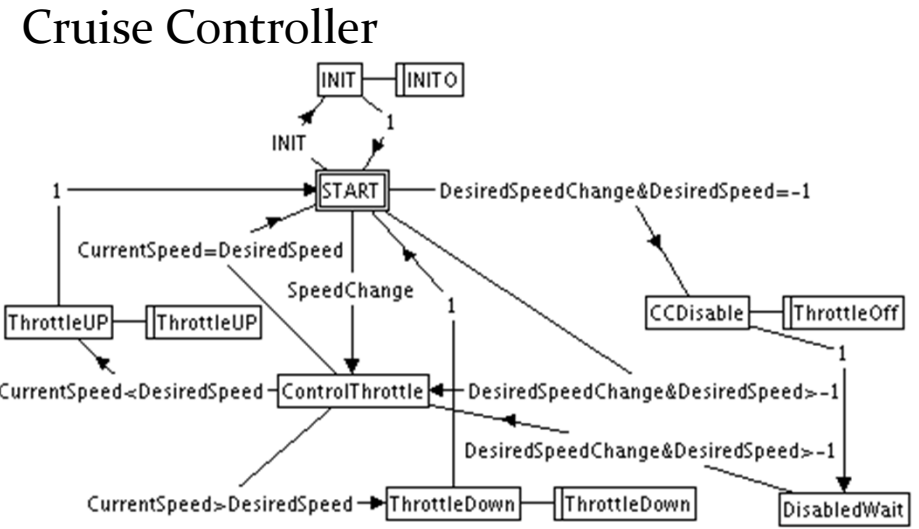 Cruise Controller
INIT
INITO
INIT
1
1
START
DesiredSpeedChange&DesiredSpeed=-1
CurrentSpeed=DesiredSpeed
SpeedChange
1
ThrottleUP
ThrottleUP
CCDisable
ThrottleOff
1
CurrentSpeed<DesiredSpeed
ControlThrottle
DesiredSpeedChange&DesiredSpeed>-1
DesiredSpeedChange&DesiredSpeed>-1
CurrentSpeed>DesiredSpeed
ThrottleDown
ThrottleDown
DisabledWait